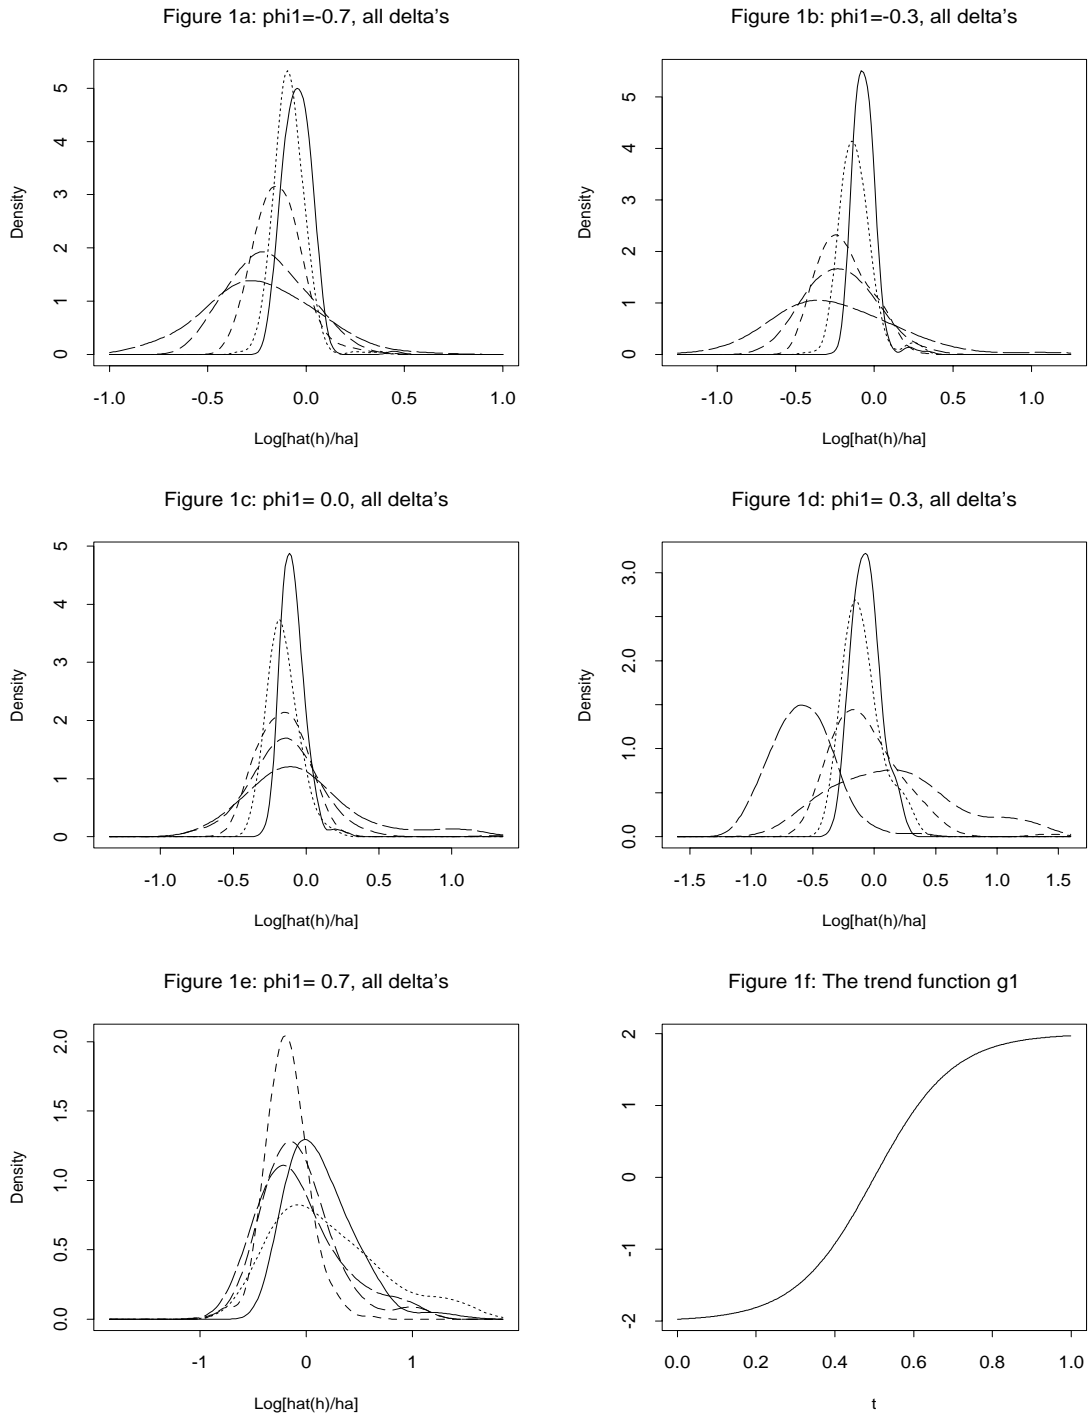 Figure 1a: phi1=-0.7, all delta's
Density
0 1 2 3 4 5
-1.0 -0.5 0.0 0.5 1.0
Log[hat(h)/ha]
Figure 1b: phi1=-0.3, all delta's
Density
0 1 2 3 4 5
-1.0 -0.5 0.0 0.5 1.0
Log[hat(h)/ha]
Figure 1c: phi1= 0.0, all delta's
Density
0 1 2 3 4 5
-1.0 -0.5 0.0 0.5 1.0
Log[hat(h)/ha]
Figure 1d: phi1= 0.3, all delta's
Density
0.0 1.0 2.0 3.0
-1.5 -1.0 -0.5 0.0 0.5 1.0 1.5
Log[hat(h)/ha]
Figure 1e: phi1= 0.7, all delta's
Density
0.0 0.5 1.0 1.5 2.0
-1 0 1
Log[hat(h)/ha]
Figure 1f: The trend function g1
-2 -1 0 1 2
0.0 0.2 0.4 0.6 0.8 1.0
t